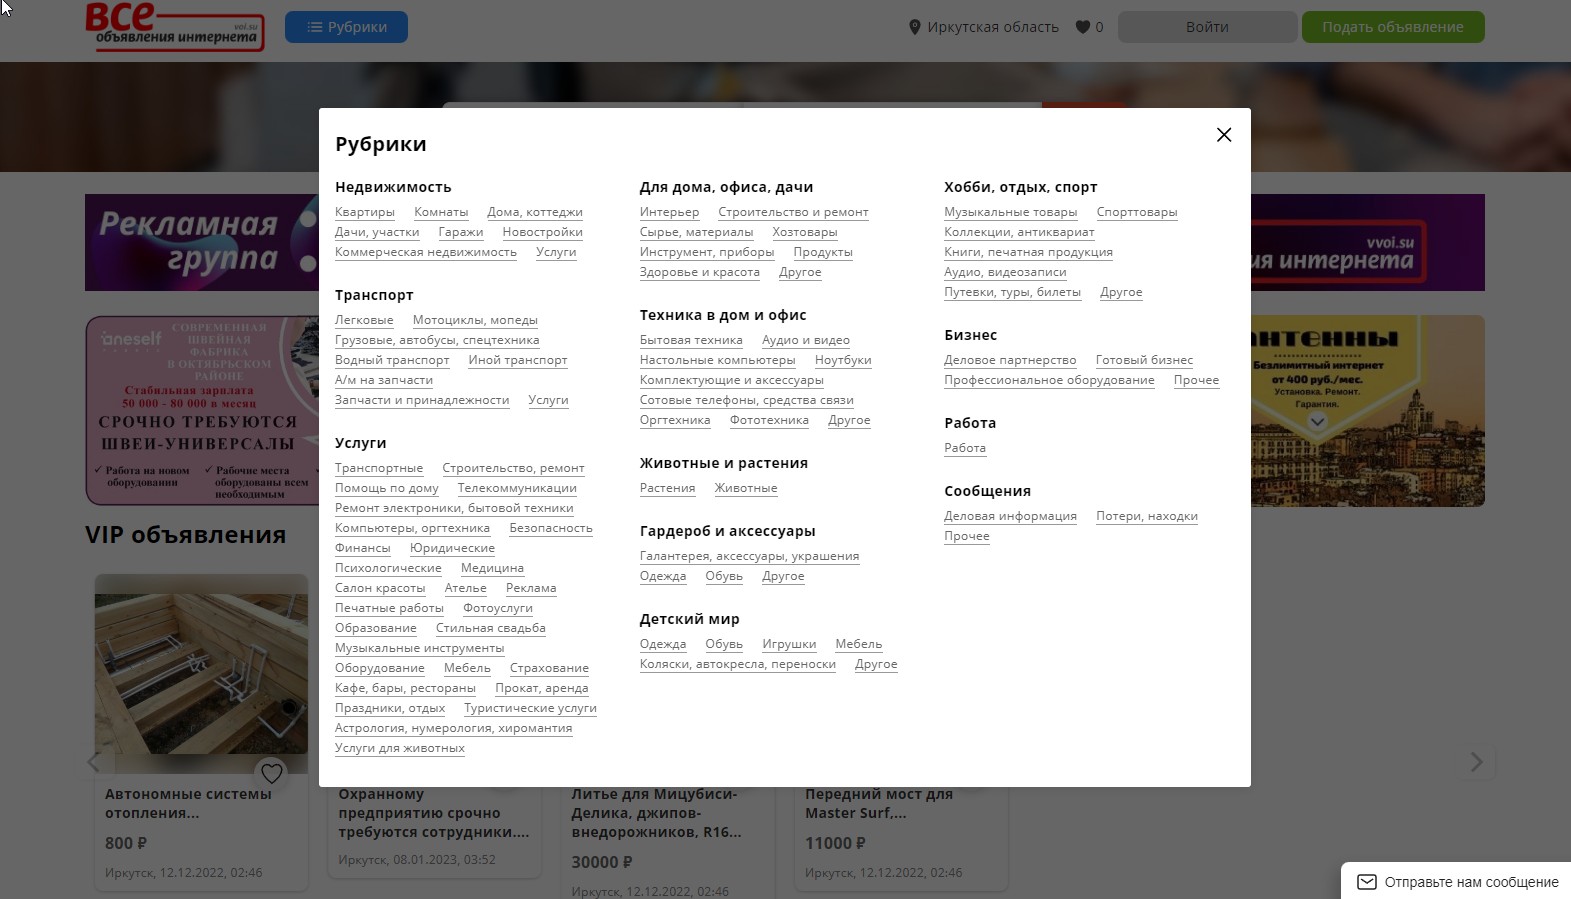 ВСЕ
vvoi.su
объявления интернета
Рубрики
Иркутская область
0
Войти
Подать объявление
Рубрики
Недвижимость
Квартиры Комнаты Дома, коттеджи
Дачи, участки Гаражи Новостройки
Коммерческая недвижимость Услуги
Транспорт
Легковые Мотоциклы, мопеды
Грузовые, автобусы, спецтехника
Водный транспорт Иной транспорт
А/м на запчасти
Запчасти и принадлежности Услуги
Услуги
Транспортные Строительство, ремонт
Помощь по дому Телекоммуникации
Ремонт электроники, бытовой техники
Компьютеры, оргтехника Безопасность
Финансы Юридические
Психологические Медицина
Салон красоты Ателье Реклама
Печатные работы Фотоуслуги
Образование Стильная свадьба
Музыкальные инструменты
Оборудование Мебель Страхование
Кафе, бары, рестораны Прокат, аренда
Праздники, отдых Туристические услуги
Астрология, нумерология, хиромантия
Услуги для животных
Для дома, офиса, дачи
Интерьер Строительство и ремонт
Сырье, материалы Хозтовары
Инструмент, приборы Продукты
Здоровье и красота Другое
Техника в дом и офис
Бытовая техника Аудио и видео
Настольные компьютеры Ноутбуки
Комплектующие и аксессуары
Сотовые телефоны, средства связи
Оргтехника Фототехника Другое
Животные и растения
Растения Животные
Гардероб и аксессуары
Галантерея, аксессуары, украшения
Одежда Обувь Другое
Детский мир
Одежда Обувь Игрушки Мебель
Коляски, автокресла, переноски Другое
Хобби, отдых, спорт
Музыкальные товары Спорттовары
Коллекции, антиквариат
Книги, печатная продукция
Аудио, видеозаписи
Путевки, туры, билеты Другое
Бизнес
Деловое партнерство Готовый бизнес
Профессиональное оборудование Прочее
Работа
Работа
Сообщения
Деловая информация Потери, находки
Прочее
Рекламная
группа
vvoi.su
ия интернета
aneself
СОВРЕМЕННАЯ
ШВЕЙНАЯ
ФАБРИКА
В ОКТЯБРЬСКОМ
РАЙОНЕ
Стабильная зарплата
50 000 - 80 000 в месяц
СРОЧНО ТРЕБУЮТСЯ
ШВЕИ-УНИВЕРСАЛЫ
✓ Работа на новом
оборудовании
✓ Рабочие места
оборудованы всем
необходимым
нтенны
Безлимитный интернет
от 400 руб./мес.
Установка. Ремонт.
Гарантия.
VIP объявления
Автономные системы
отопления...
800 ₽
Иркутск, 12.12.2022, 02:46
Охранному
предприятию срочно
требуются сотрудники....
Иркутск, 08.01.2023, 03:52
Литье для Мицубиси-
Делика, джипов-
внедорожников, R16...
30000 ₽
Иркутск, 12.12.2022, 02:46
Передний мост для
Master Surf,...
11000 ₽
Иркутск, 12.12.2022, 02:46
Отправьте нам сообщение